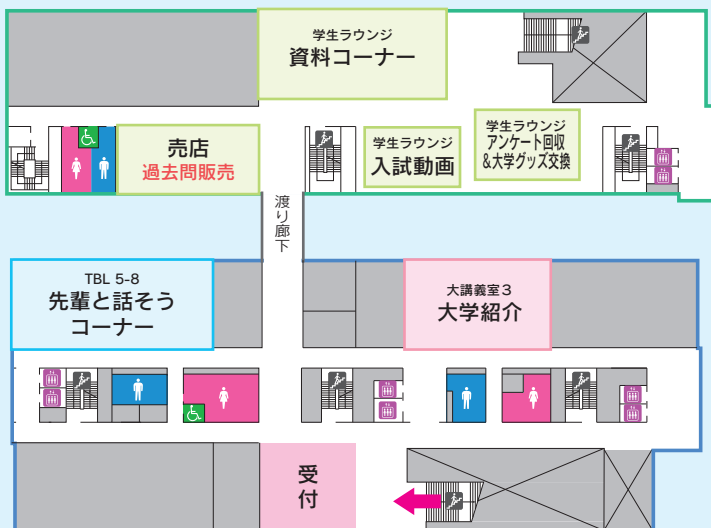 学生ラウンジ
資料コーナー
売店
過去問販売
学生ラウンジ
入試動画
学生ラウンジ
アンケート回収
&大学グッズ交換
渡り廊下
TBL 5-8
先輩と話そう
コーナー
大講義室3
大学紹介
受付